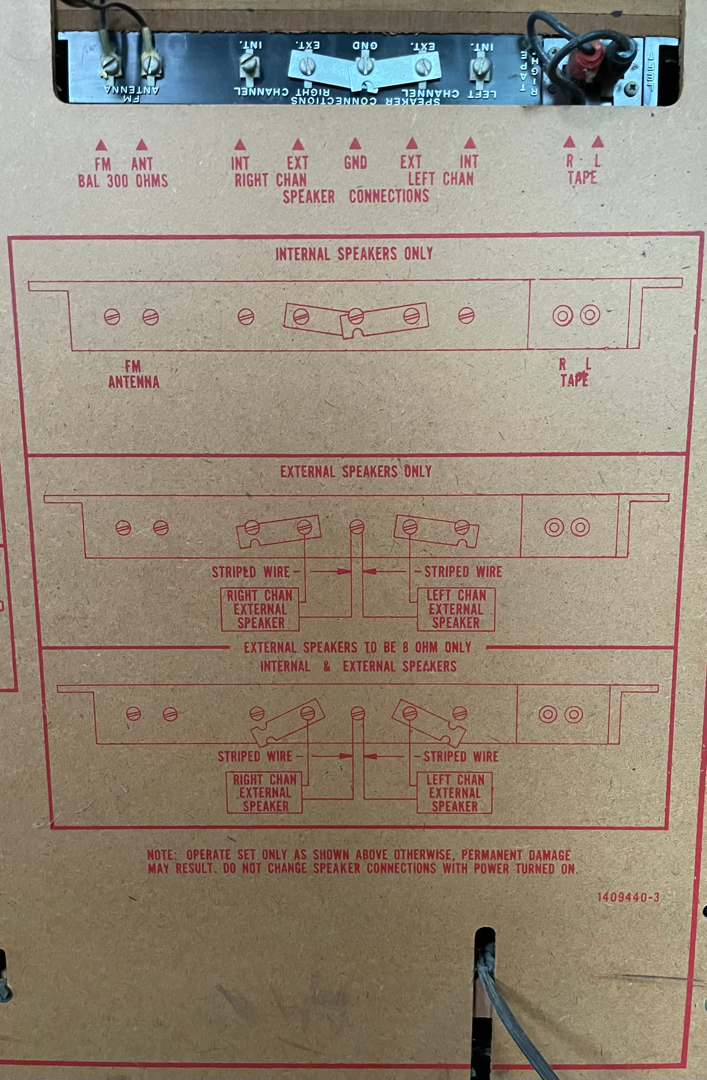 INT. EXT. GND EXT. INT.
FM
ANTENNA
RIGHT CHANNEL
SPEAKER CONNECTIONS
LEFT CHANNEL
TAPE
FM ANT
BAL 300 OHMS
INT EXT GND EXT INT
RIGHT CHAN LEFT CHAN
SPEAKER CONNECTIONS
R L
TAPE
INTERNAL SPEAKERS ONLY
FM
ANTENNA
R L
TAPE
EXTERNAL SPEAKERS ONLY
STRIPED WIRE STRIPED WIRE
RIGHT CHAN
EXTERNAL
SPEAKER
LEFT CHAN
EXTERNAL
SPEAKER
EXTERNAL SPEAKERS TO BE 8 OHM ONLY
INTERNAL & EXTERNAL SPEAKERS
STRIPED WIRE STRIPED WIRE
RIGHT CHAN
EXTERNAL
SPEAKER
LEFT CHAN
EXTERNAL
SPEAKER
NOTE: OPERATE SET ONLY AS SHOWN ABOVE OTHERWISE, PERMANENT DAMAGE
MAY RESULT. DO NOT CHANGE SPEAKER CONNECTIONS WITH POWER TURNED ON.
1409440-3